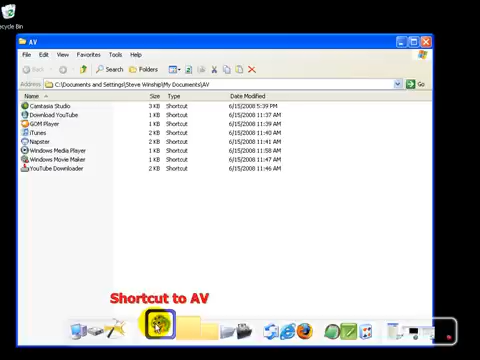 ecycle Bin
AV
File Edit View Favorites Tools Help
Back Search Folders
Address C:\Documents and Settings\Steve Winship\My Documents\AV Go
Name Size Type Date Modified
Camtasia Studio 3 KB Shortcut 6/15/2008 5:39 PM
Download YouTube 1 KB Shortcut 6/15/2008 11:37 AM
GOM Player 1 KB Shortcut 6/15/2008 11:39 AM
iTunes 2 KB Shortcut 6/15/2008 11:40 AM
Napster 2 KB Shortcut 6/15/2008 11:41 AM
Windows Media Player 1 KB Shortcut 6/15/2008 11:58 AM
Windows Movie Maker 1 KB Shortcut 6/15/2008 11:47 AM
YouTube Downloader 2 KB Shortcut 6/15/2008 11:46 AM
Shortcut to AV